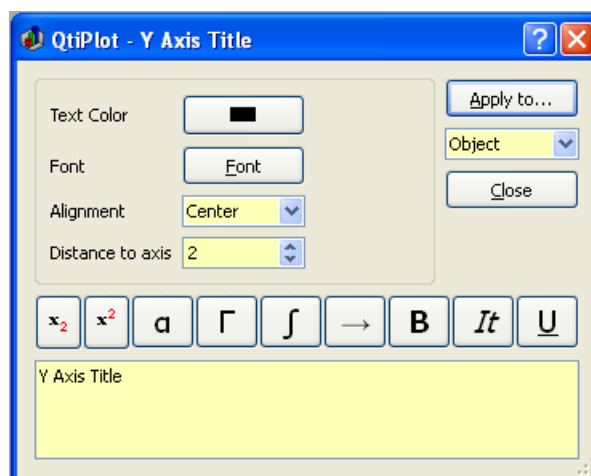 QtiPlot - Y Axis Title
?
Text Color
Font
Font
Alignment
Center
Distance to axis
2
Apply to...
Object
Close
x₂ x² α Γ ∫ → B It U
Y Axis Title